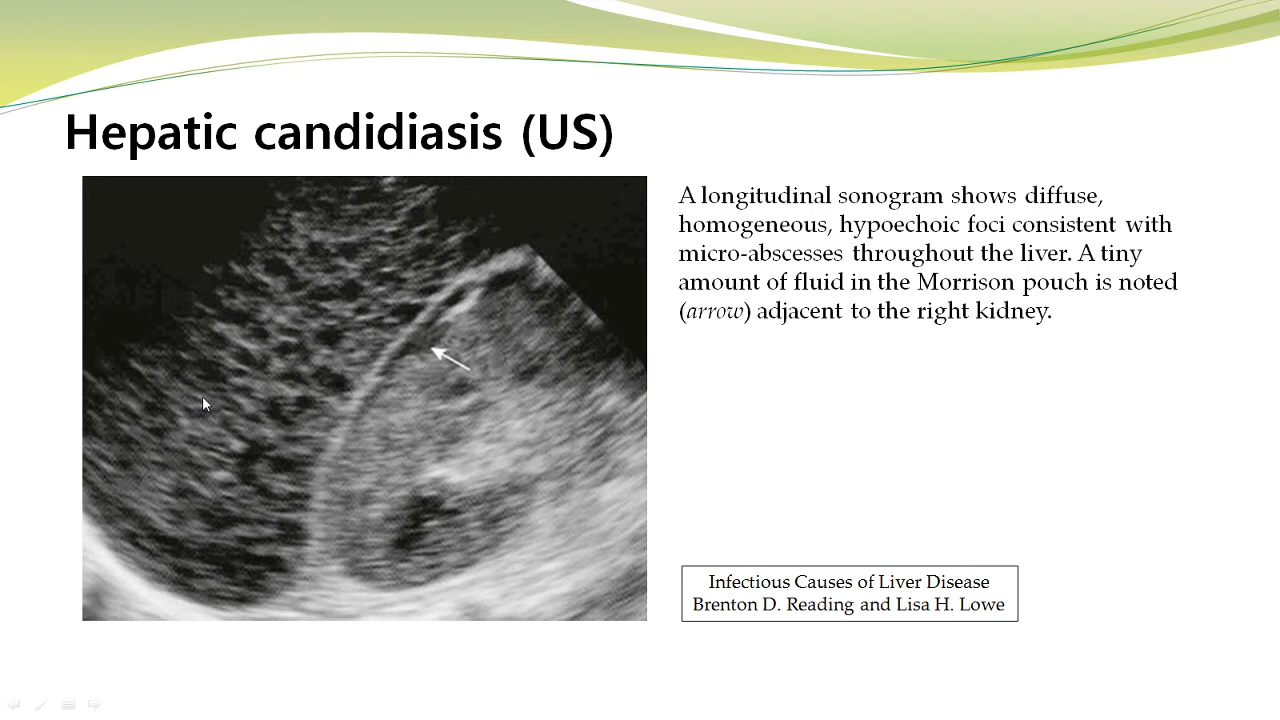 Hepatic candidiasis (US)
A longitudinal sonogram shows diffuse,
homogeneous, hypoechoic foci consistent with
micro-abscesses throughout the liver. A tiny
amount of fluid in the Morrison pouch is noted
(arrow) adjacent to the right kidney.
Infectious Causes of Liver Disease
Brenton D. Reading and Lisa H. Lowe